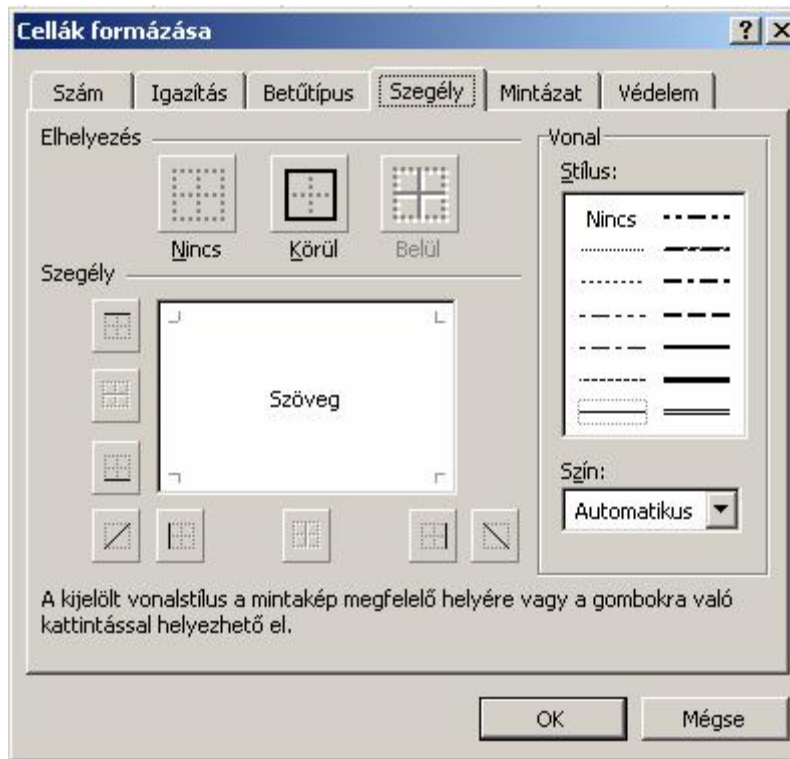 Cellák formázása
Szám Igazítás Betűtípus Szegély Mintázat Védelem
Elhelyezés
Nincs Körül Belül
Szegély
Szöveg
Vonal
Stílus:
Nincs
Szín:
Automatikus
A kijelölt vonalstílus a mintakép megfelelő helyére vagy a gombokra való
kattintással helyezhető el.
OK Mégse